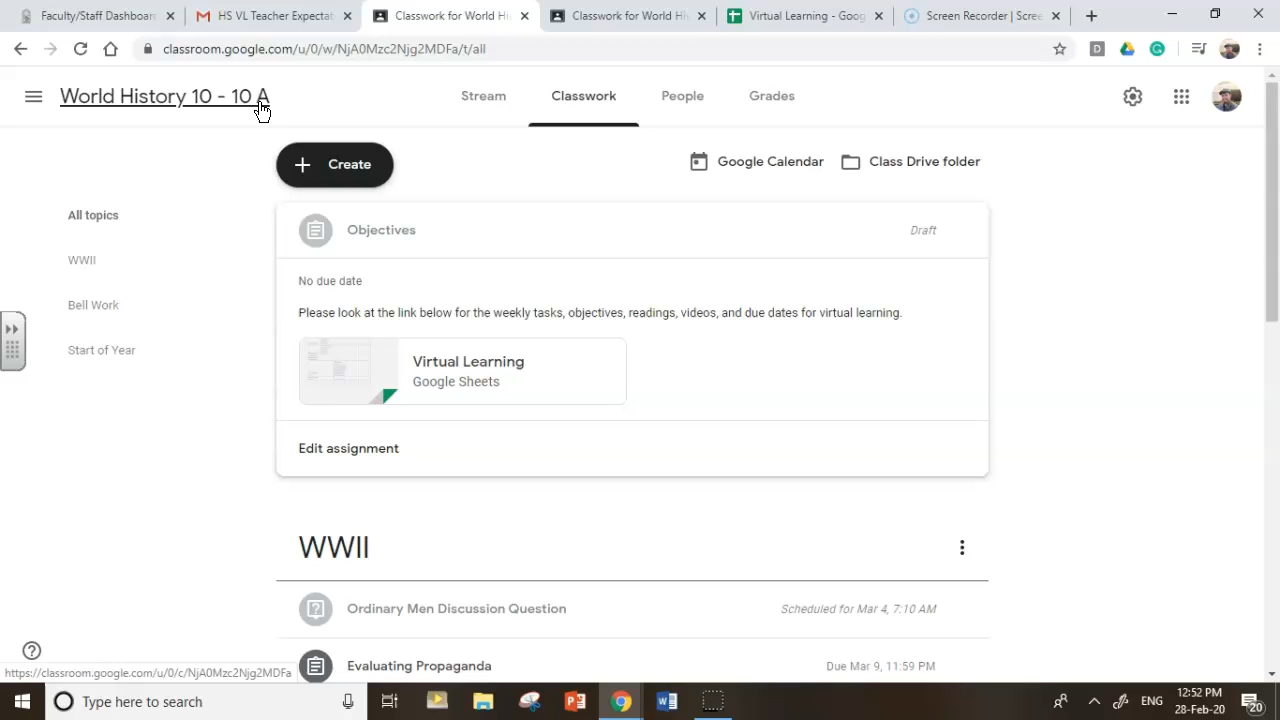 Faculty/Staff Dashboar
HS VL Teacher Expectat
Classwork for World His
Classwork for World His
Virtual Learning - Goog
Screen Recorder | Scree
classroom.google.com/u/0/w/NjA0Mzc2Njg2MDFa/t/all
World History 10 - 10 A
Stream
Classwork
People
Grades
Create
Google Calendar
Class Drive folder
All topics
WWII
Bell Work
Start of Year
Objectives
Draft
No due date
Please look at the link below for the weekly tasks, objectives, readings, videos, and due dates for virtual learning.
Virtual Learning
Google Sheets
Edit assignment
WWII
Ordinary Men Discussion Question
Scheduled for Mar 4, 7:10 AM
Evaluating Propaganda
Due Mar 9, 11:59 PM
https://classroom.google.com/u/0/c/NjA0Mzc2Njg2MDFa
Type here to search
ENG
12:52 PM
28-Feb-20
20